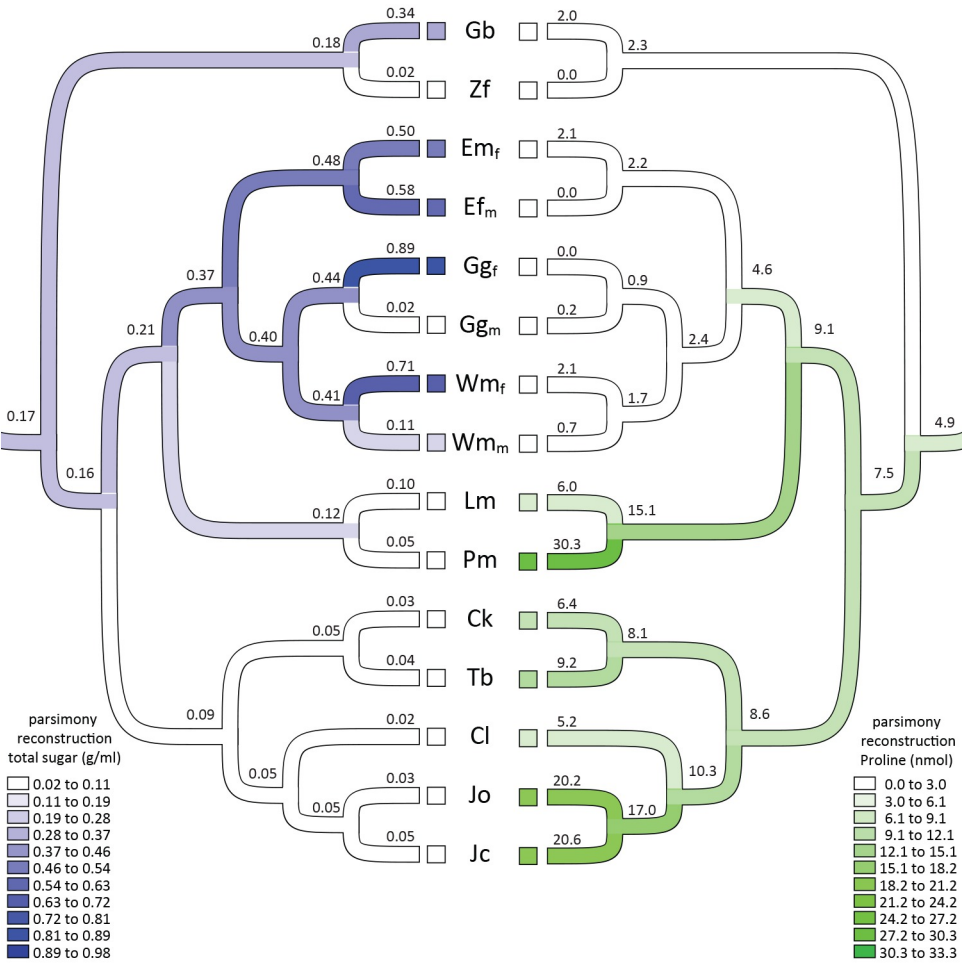 0.34 Gb 2.0
0.18 2.3
0.02 Zf 0.0
0.50 Emf 2.1
0.48 2.2
0.58 Efm 0.0
0.89 Ggf 0.0
0.37 0.44 0.9 4.6
0.02 Ggm 0.2
0.21 0.40 2.4 9.1
0.71 Wmf 2.1
0.41 1.7
0.17 0.11 Wmm 0.7 4.9
0.16 7.5
0.10 Lm 6.0
0.12 15.1
0.05 Pm 30.3
0.03 Ck 6.4
0.05 8.1
0.04 Tb 9.2
0.09 8.6
0.02 Cl 5.2
0.05 10.3
0.03 Jo 20.2
0.05 17.0
0.05 Jc 20.6
parsimony
reconstruction
total sugar (g/ml)
0.02 to 0.11
0.11 to 0.19
0.19 to 0.28
0.28 to 0.37
0.37 to 0.46
0.46 to 0.54
0.54 to 0.63
0.63 to 0.72
0.72 to 0.81
0.81 to 0.89
0.89 to 0.98
parsimony
reconstruction
Proline (nmol)
0.0 to 3.0
3.0 to 6.1
6.1 to 9.1
9.1 to 12.1
12.1 to 15.1
15.1 to 18.2
18.2 to 21.2
21.2 to 24.2
24.2 to 27.2
27.2 to 30.3
30.3 to 33.3